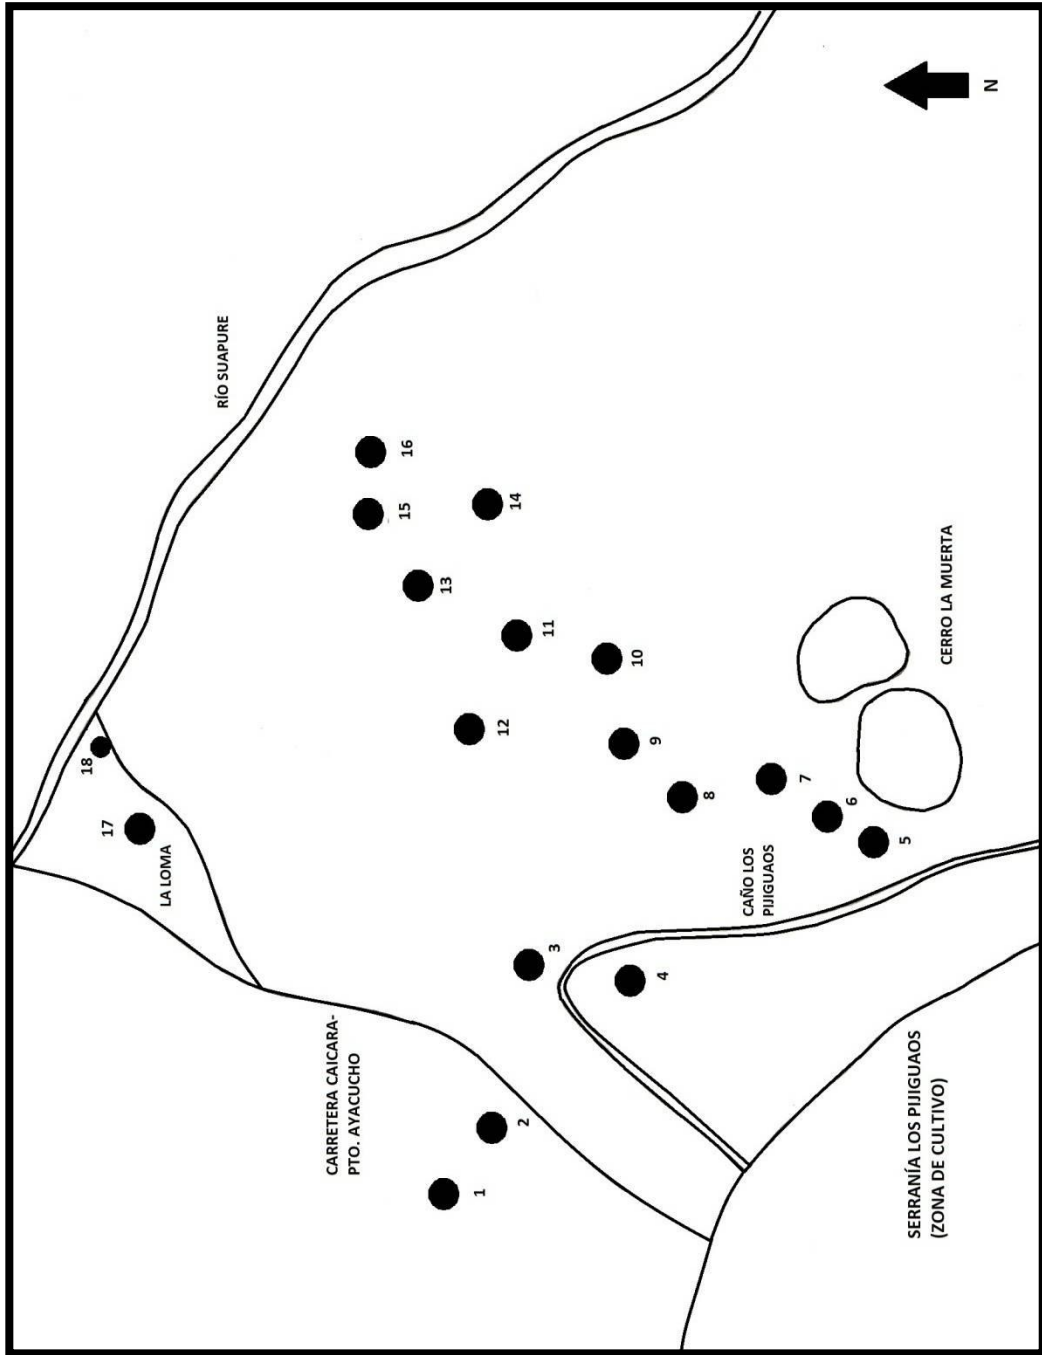 18
17
LA LOMA
RÍO SUAPURE
CARRETERA CAICARA-
PTO. AYACUCHO
15
16
13
1
12
14
2
11
3
10
9
4
8
CAÑO LOS
PIJIGUAOS
7
6
5
SERRANÍA LOS PIJIGUAOS
(ZONA DE CULTIVO)
CERRO LA MUERTA
N